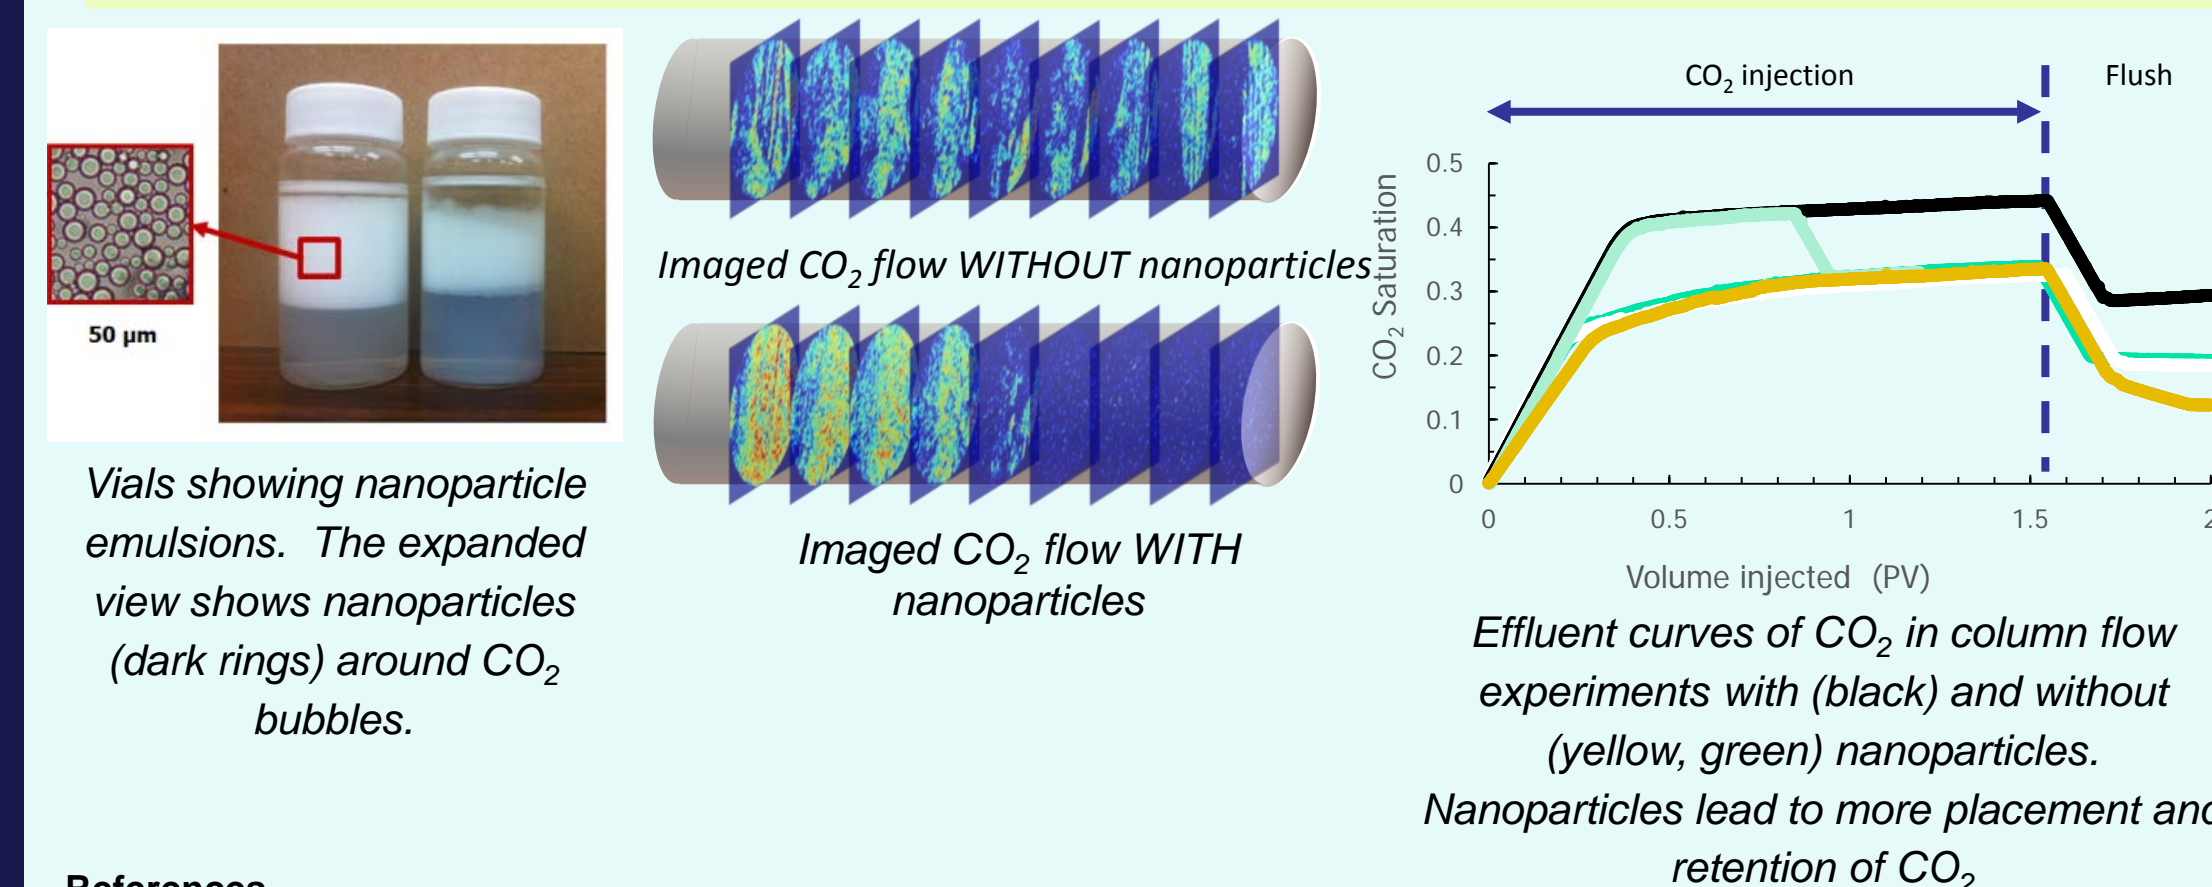 50 µm
Vials showing nanoparticle
emulsions. The expanded
view shows nanoparticles
(dark rings) around CO₂
bubbles.
Imaged CO₂ flow WITHOUT nanoparticles
Imaged CO₂ flow WITH
nanoparticles
CO₂ injection
Flush
CO₂ Saturation
0.5
0.4
0.3
0.2
0.1
0
0 0.5 1 1.5 2
Volume injected (PV)
Effluent curves of CO₂ in column flow
experiments with (black) and without
(yellow, green) nanoparticles.
Nanoparticles lead to more placement and
retention of CO₂
References